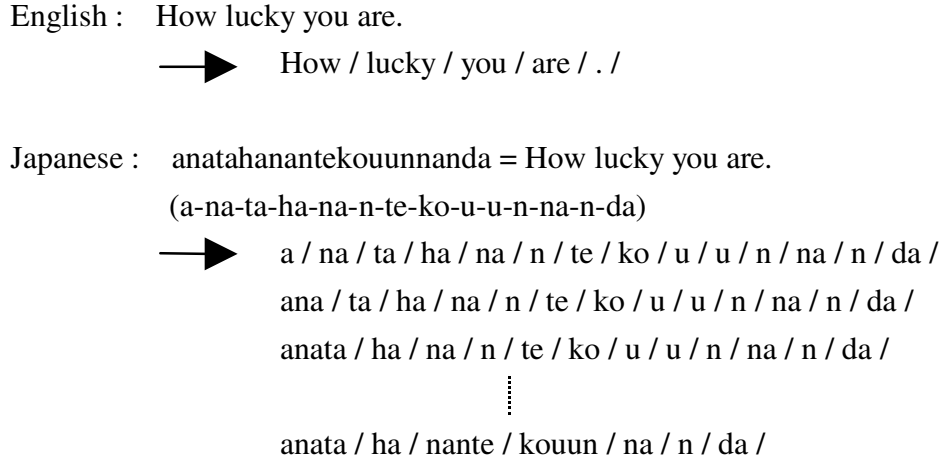 English : How lucky you are.
How / lucky / you / are / . /
Japanese : anatahanantekouunnanda = How lucky you are.
(a-na-ta-ha-na-n-te-ko-u-u-n-na-n-da)
a / na / ta / ha / na / n / te / ko / u / u / n / na / n / da /
ana / ta / ha / na / n / te / ko / u / u / n / na / n / da /
anata / ha / na / n / te / ko / u / u / n / na / n / da /
anata / ha / nante / kouun / na / n / da /